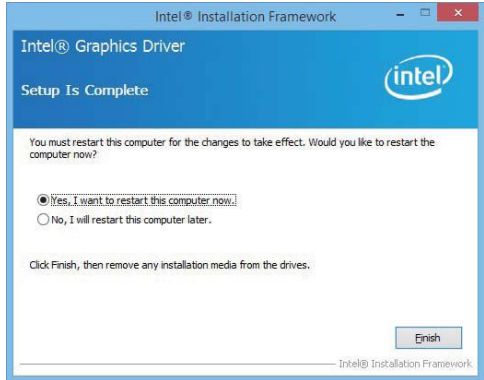 Intel® Installation Framework
Intel® Graphics Driver
Setup Is Complete
intel
You must restart this computer for the changes to take effect. Would you like to restart the
computer now?
Yes, I want to restart this computer now.
No, I will restart this computer later.
Click Finish, then remove any installation media from the drives.
Finish
Intel® Installation Framework